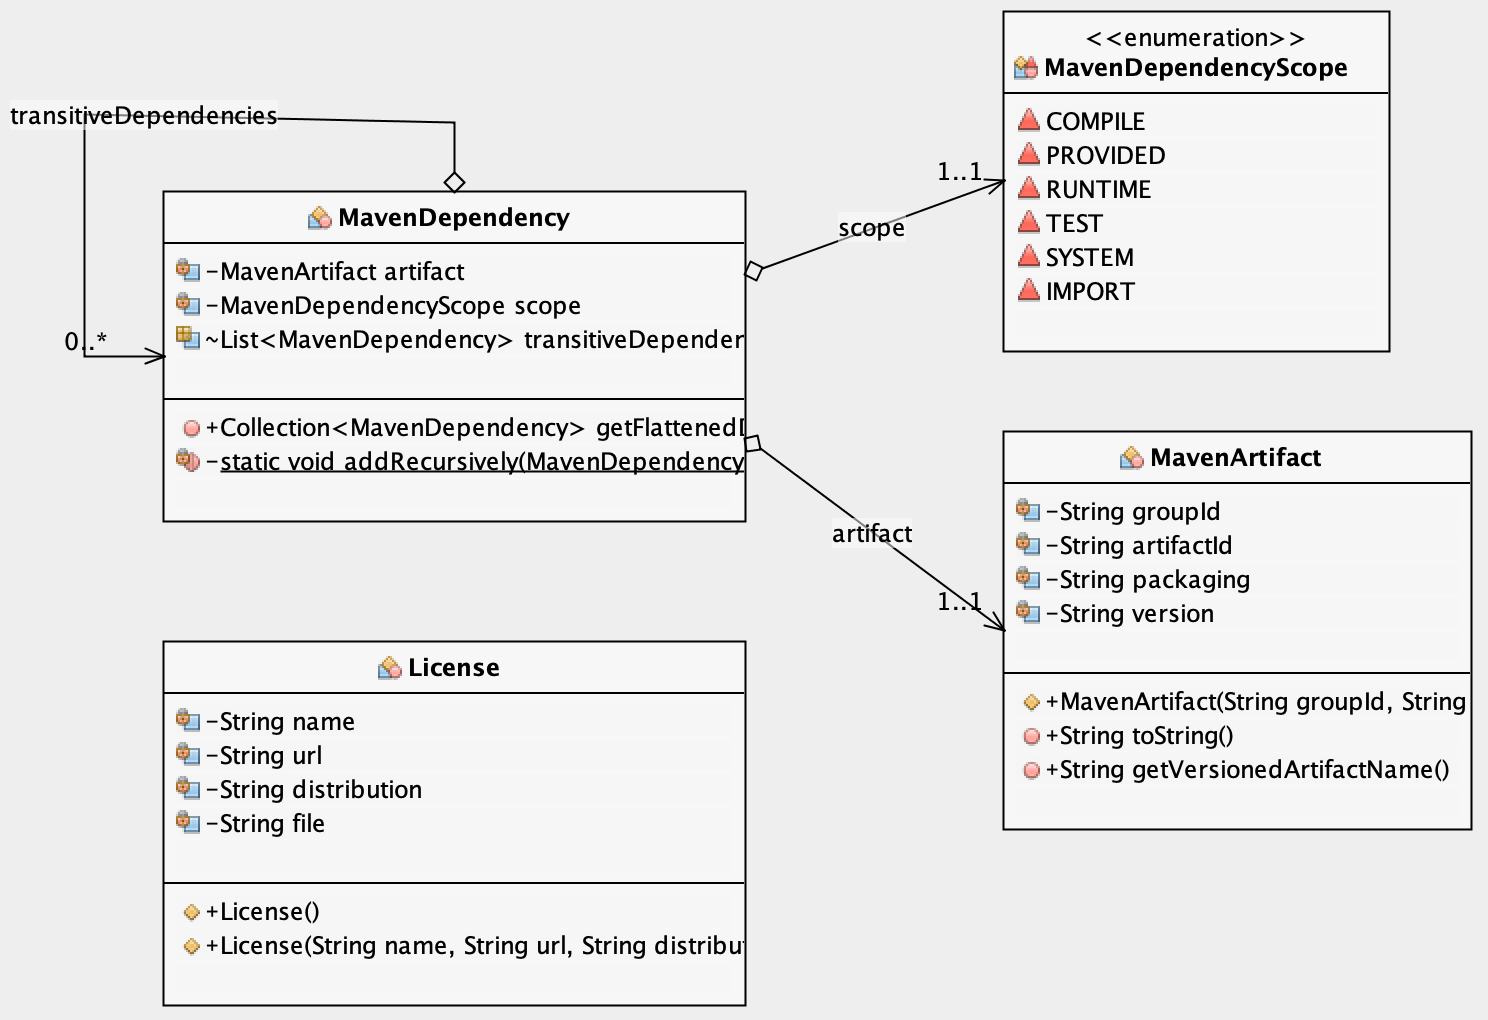 transitiveDependencies
0..*
MavenDependency
-MavenArtifact artifact
-MavenDependencyScope scope
~List<MavenDependency>
+Collection<MavenDependency>
-static void addRecursively(MavenDependency
scope
1..1
<<enumeration>>
MavenDependencyScope
COMPILE
PROVIDED
RUNTIME
TEST
SYSTEM
IMPORT
artifact
1..1
MavenArtifact
-String groupId
-String artifactId
-String packaging
-String version
+MavenArtifact(String groupId, String
+String toString()
+String getVersionedArtifactName()
License
-String name
-String url
-String distribution
-String file
+License()
+License(String name, String url, String